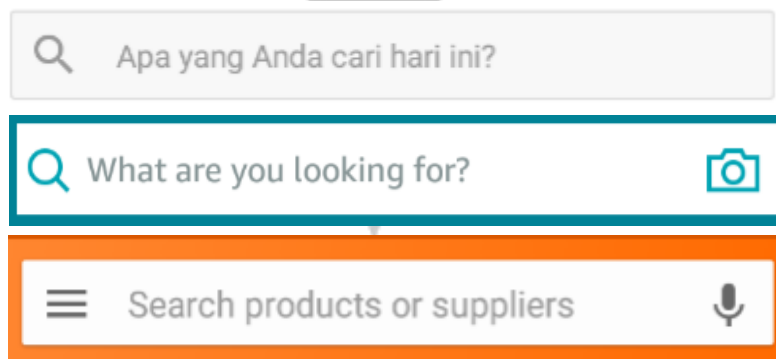 Apa yang Anda cari hari ini?
What are you looking for?
Search products or suppliers